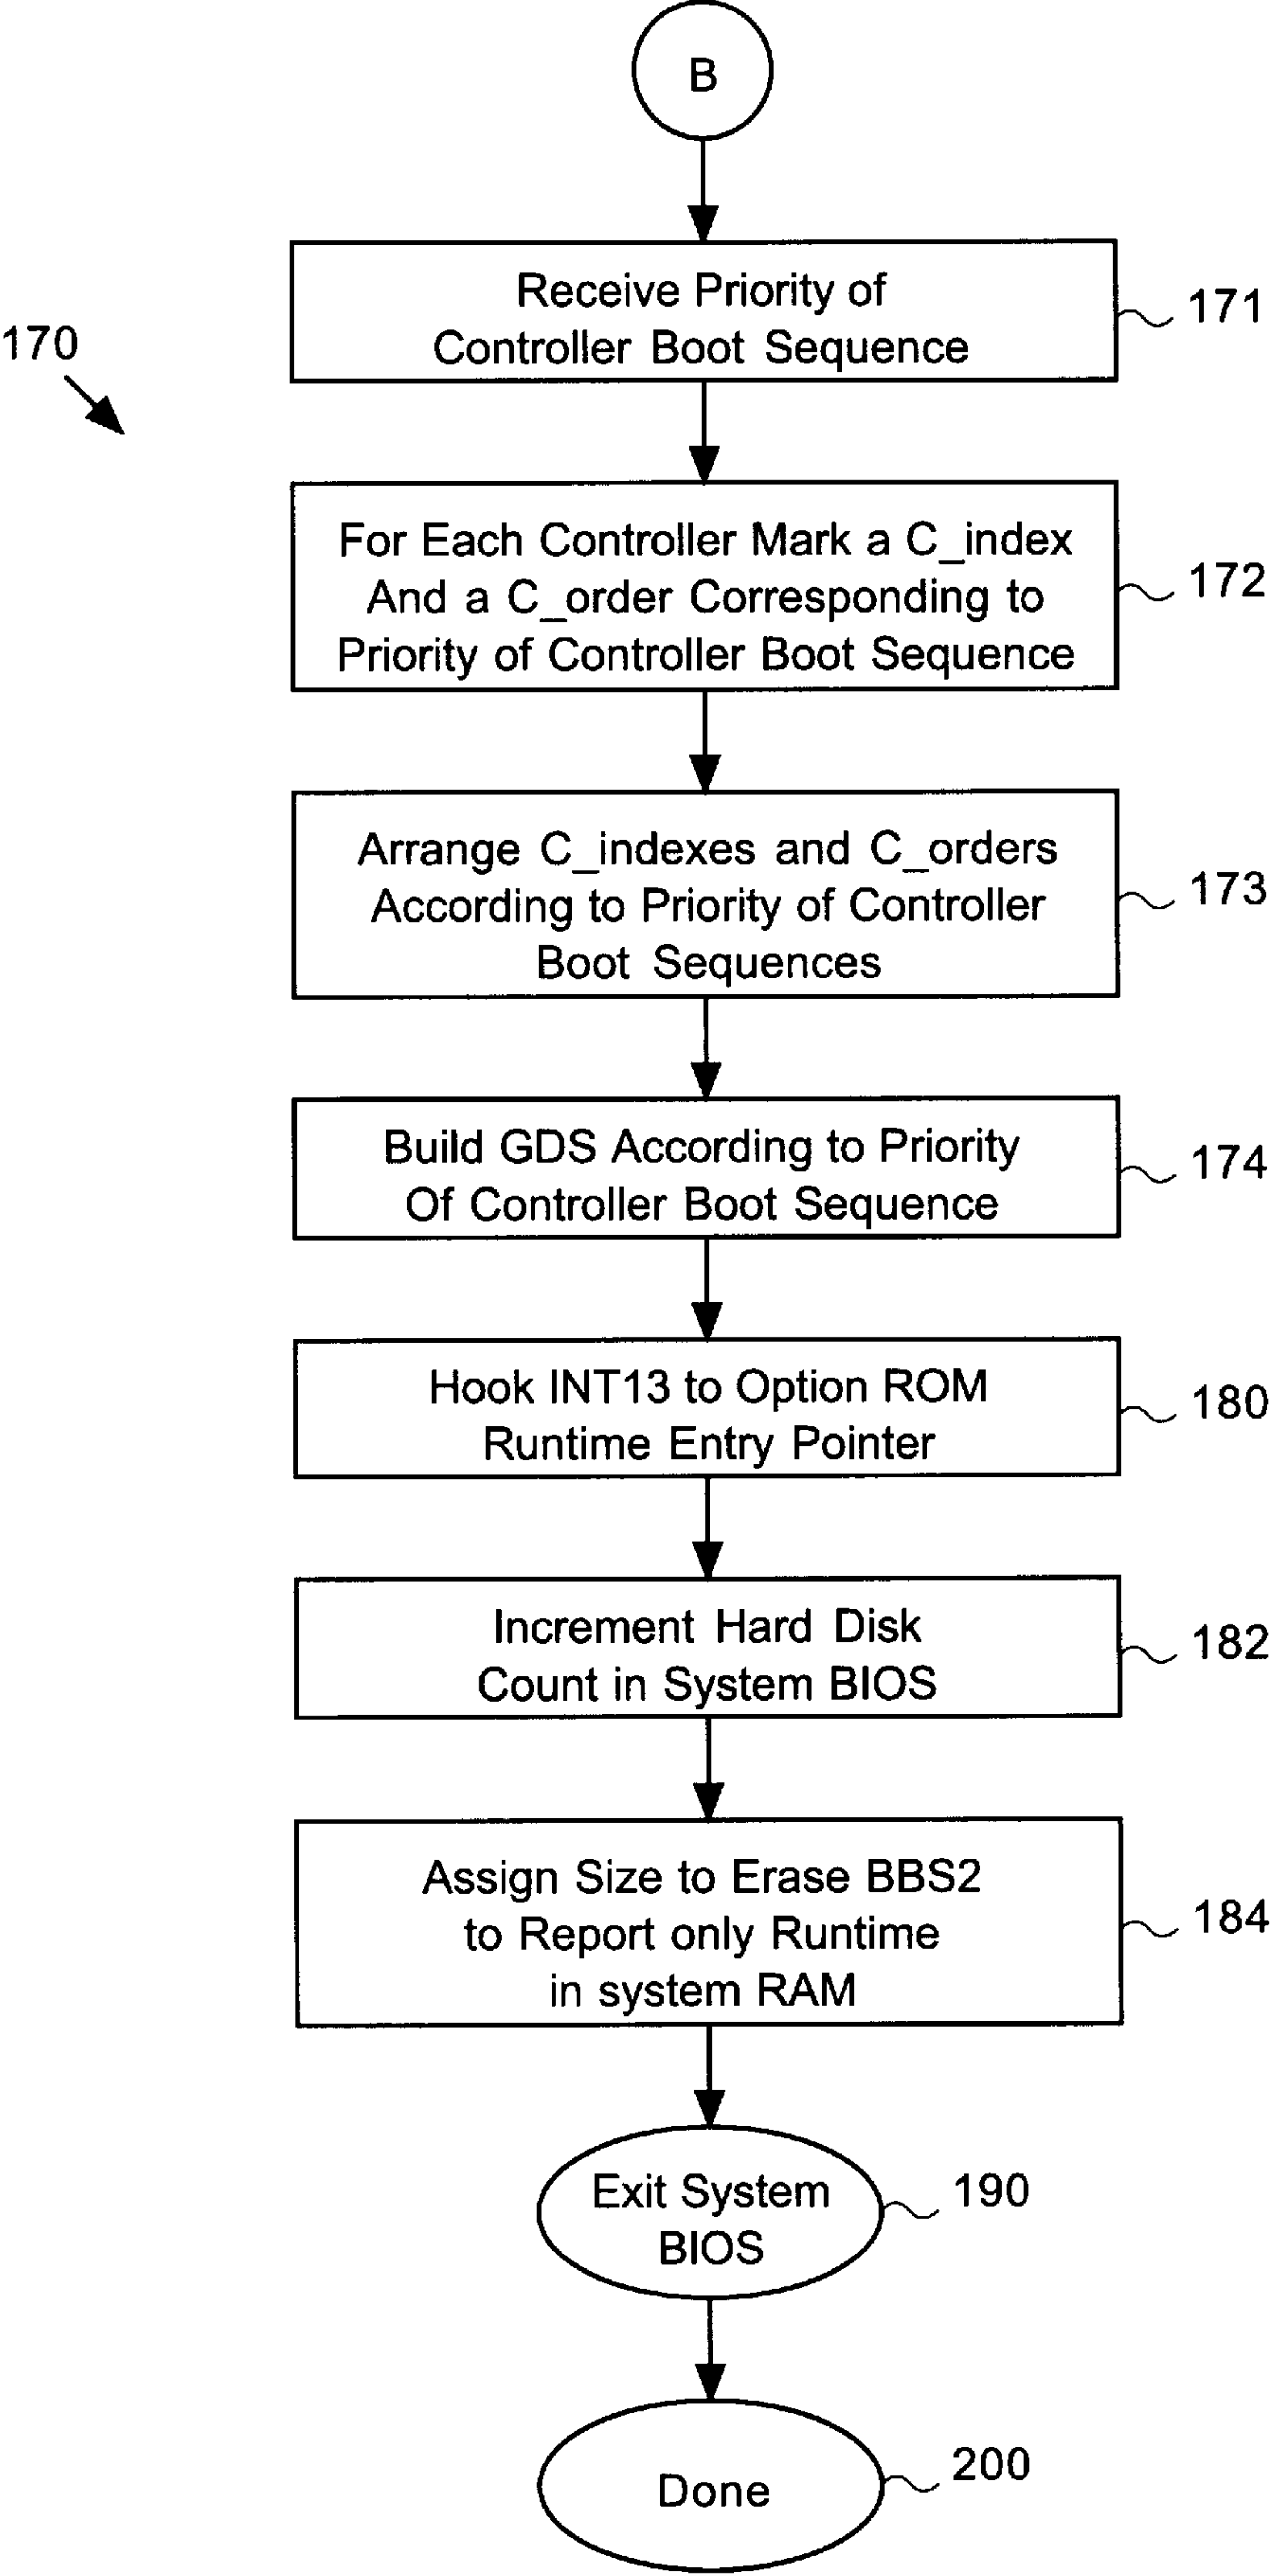 B
Receive Priority of
Controller Boot Sequence
171
170
For Each Controller Mark a C_index
And a C_order Corresponding to
Priority of Controller Boot Sequence
172
Arrange C_indexes and C_orders
According to Priority of Controller
Boot Sequences
173
Build GDS According to Priority
Of Controller Boot Sequence
174
Hook INT13 to Option ROM
Runtime Entry Pointer
180
Increment Hard Disk
Count in System BIOS
182
Assign Size to Erase BBS2
to Report only Runtime
in system RAM
184
Exit System
BIOS
190
Done
200